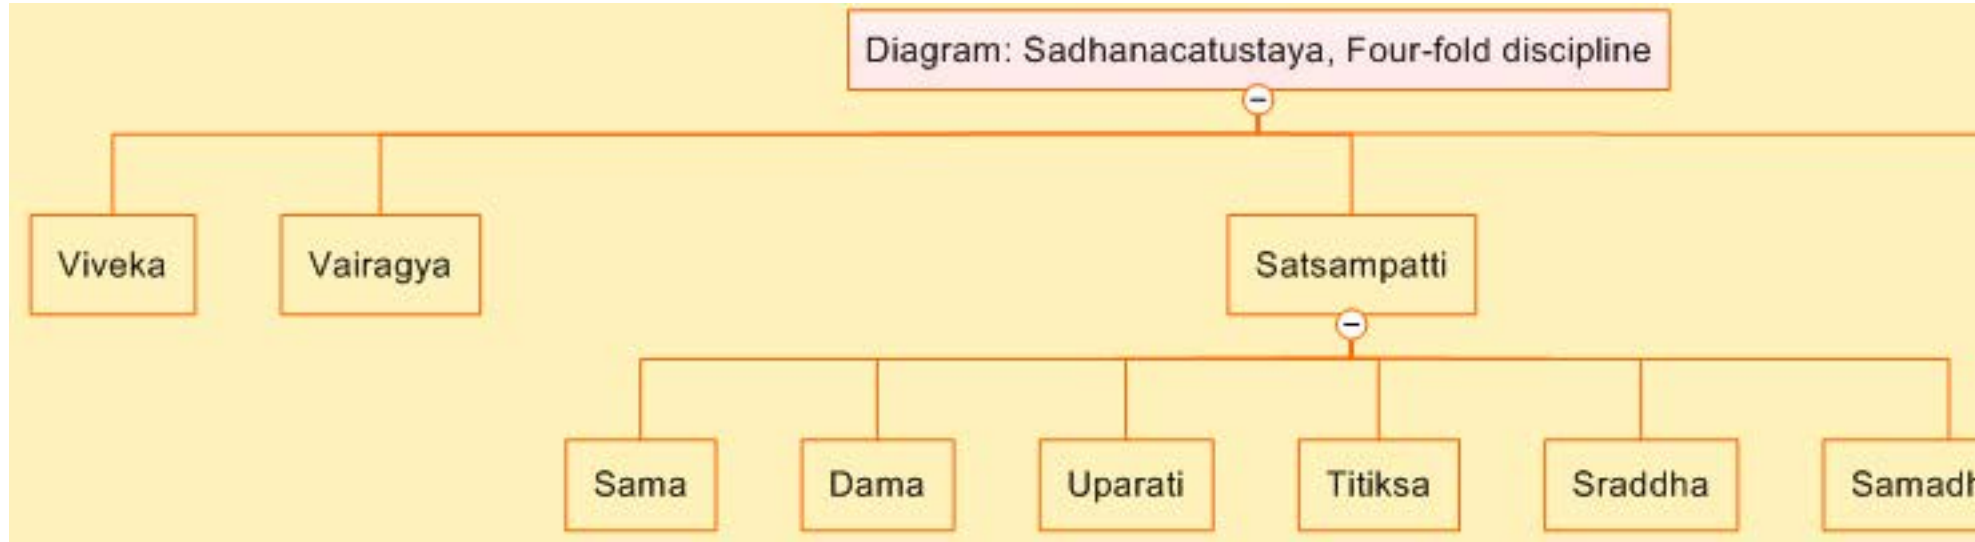 Diagram: Sadhanacatustaya, Four-fold discipline
Viveka
Vairagya
Satsampatti
Sama
Dama
Uparati
Titiksa
Sraddha